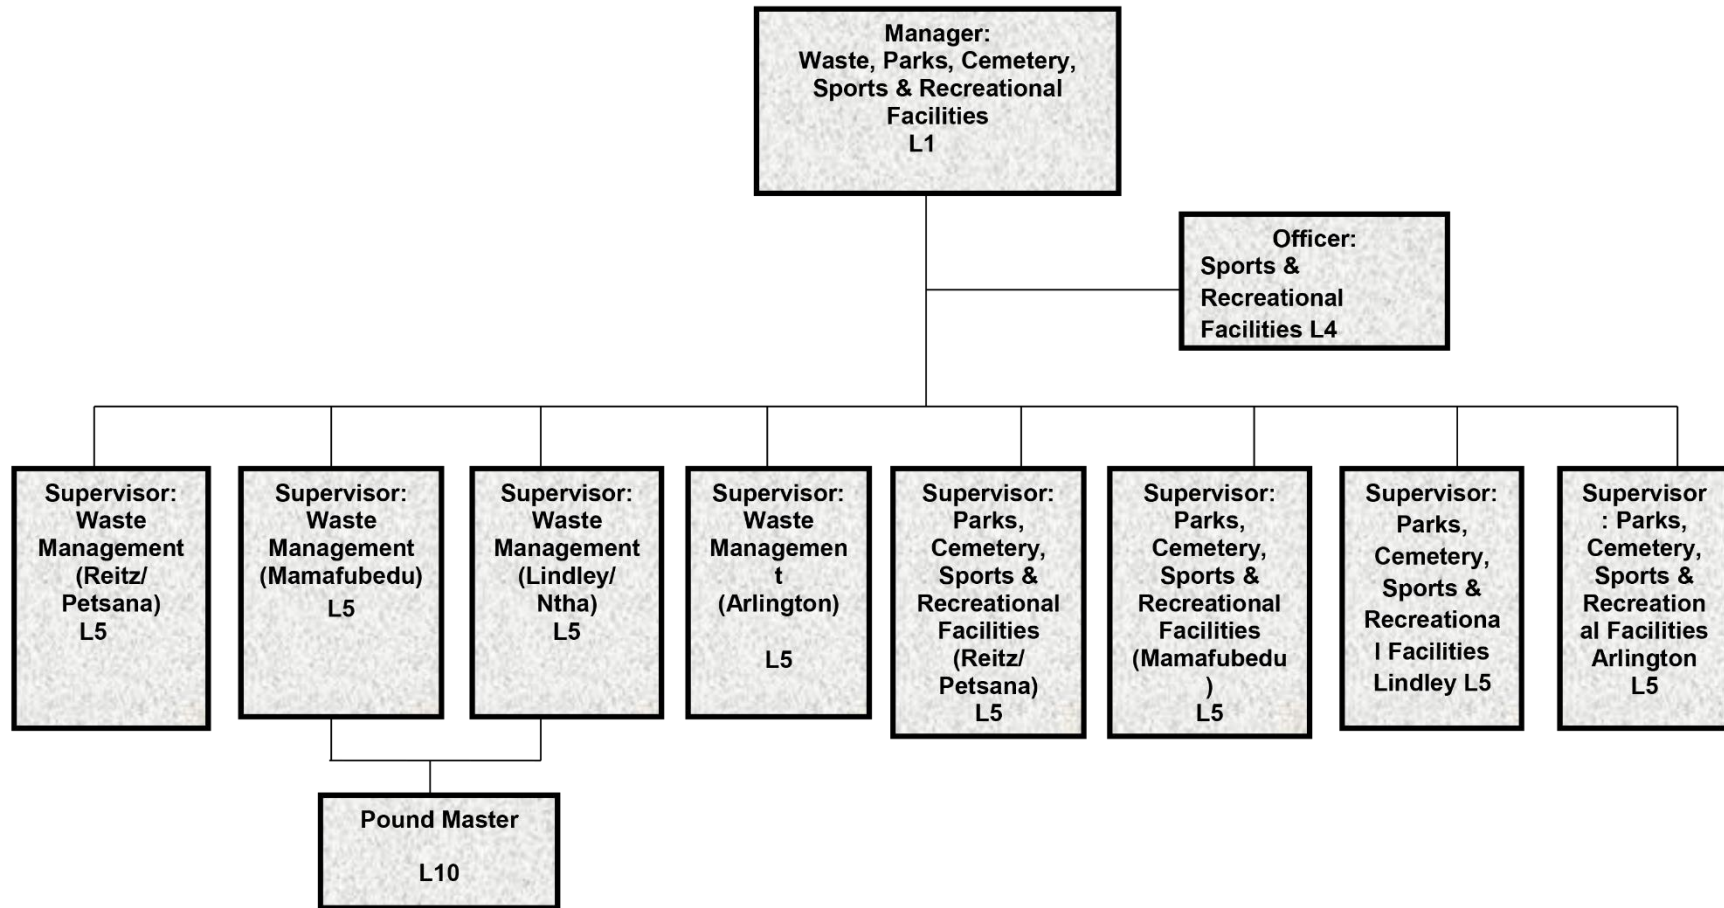 Manager:
Waste, Parks, Cemetery,
Sports & Recreational
Facilities
L1
Officer:
Sports &
Recreational
Facilities L4
Supervisor:
Waste
Management
(Reitz/
Petsana)
L5
Supervisor:
Waste
Management
(Mamafubedu)
L5
Supervisor:
Waste
Management
(Lindley/
Ntha)
L5
Supervisor:
Waste
Managemen
t
(Arlington)
L5
Supervisor:
Parks,
Cemetery,
Sports &
Recreational
Facilities
(Reitz/
Petsana)
L5
Supervisor:
Parks,
Cemetery,
Sports &
Recreational
Facilities
(Mamafubedu
)
L5
Supervisor:
Parks,
Cemetery,
Sports &
Recreationa
l Facilities
Lindley L5
Supervisor
: Parks,
Cemetery,
Sports &
Recreation
al Facilities
Arlington
L5
Pound Master
L10